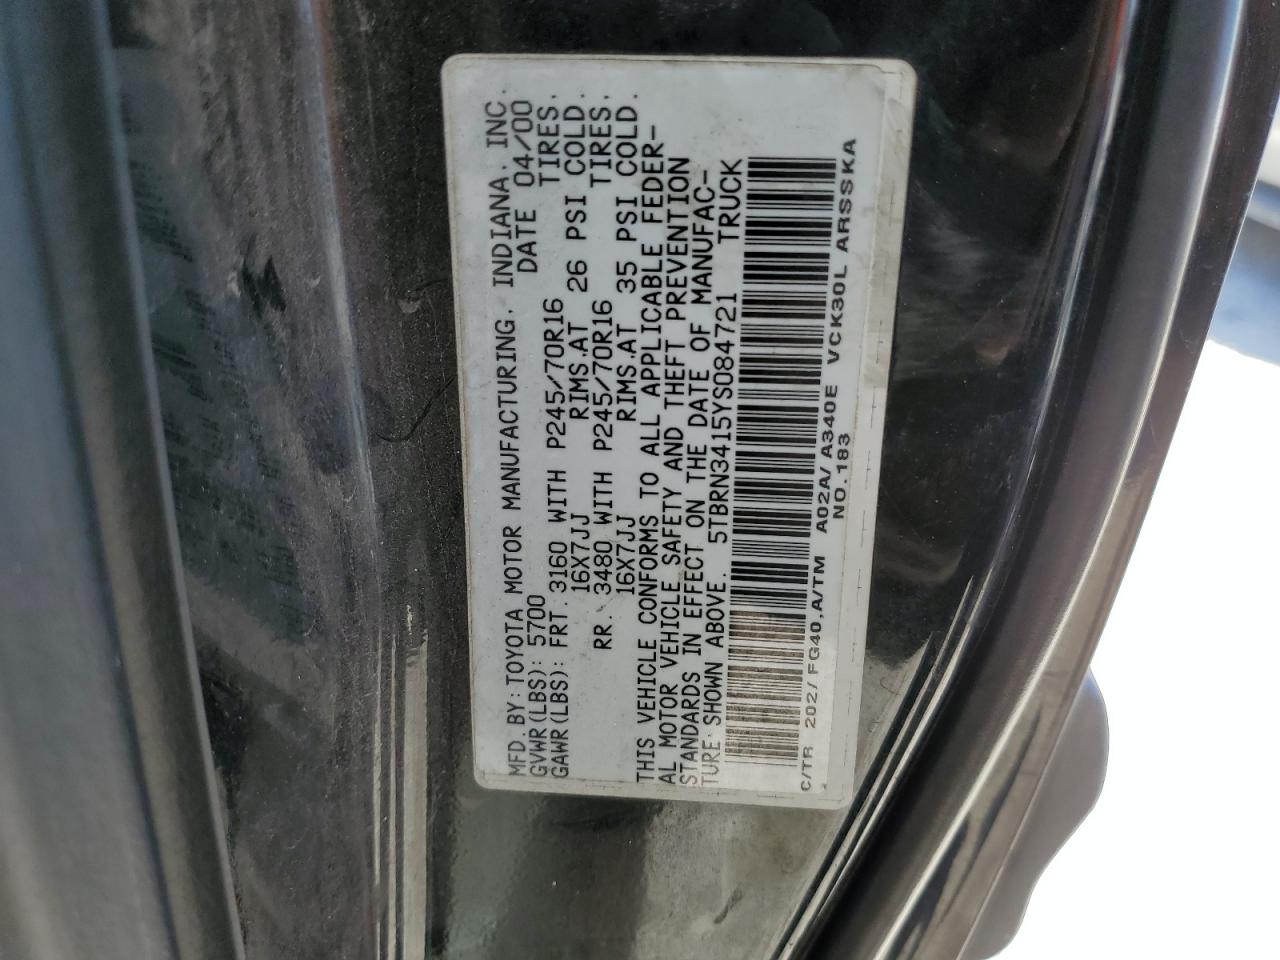 MFD. BY: TOYOTA MOTOR MANUFACTURING, INDIANA, INC.
GVWR(LBS): 5700 DATE 04/00
GAWR(LBS): FRT. 3160 WITH P245/70R16 TIRES,
16X7JJ RIMS,AT 26 PSI COLD.
RR. 3480 WITH P245/70R16 TIRES,
16X7JJ RIMS,AT 35 PSI COLD.
THIS VEHICLE CONFORMS TO ALL APPLICABLE FEDER-
AL MOTOR VEHICLE SAFETY AND THEFT PREVENTION
STANDARDS IN EFFECT ON THE DATE OF MANUFAC-
TURE SHOWN ABOVE. 5TBRN3415YS084721 TRUCK
C/TR 202/FG40,A/TM A02A/A340E VCK30L ARSSKA
NO.183